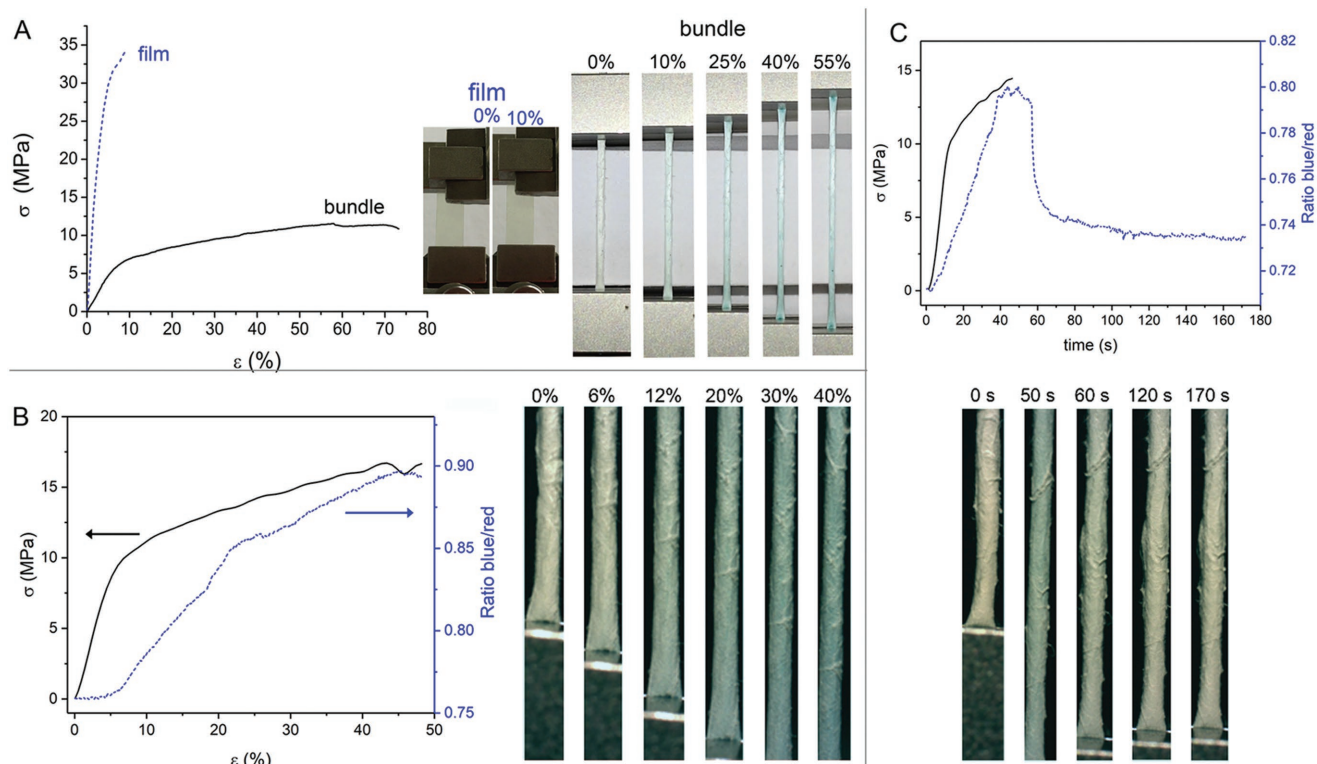 A
35
30
25
20
15
10
5
0
σ (MPa)
0 10 20 30 40 50 60 70 80
ε (%)
film
bundle
film
0% 10%
bundle
0% 10% 25% 40% 55%
B
20
15
10
5
0
σ (MPa)
0 10 20 30 40 50
ε (%)
0.90
0.85
0.80
0.75
Ratio blue/red
0% 6% 12% 20% 30% 40%
C
15
10
5
0
σ (MPa)
0 20 40 60 80 100 120 140 160 180
time (s)
0.82
0.80
0.78
0.76
0.74
0.72
Ratio blue/red
0 s 50 s 60 s 120 s 170 s